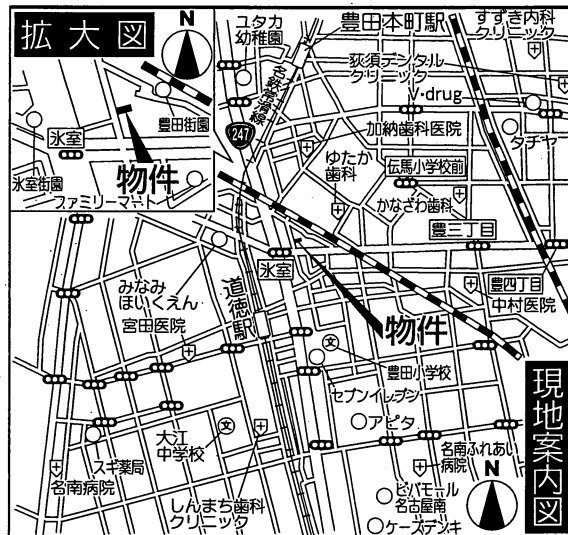 拡大図
N
豊田街園
氷室
氷室街園
物件
ファミリーマート
ユタカ
幼稚園
豊田本町駅
すずき内科
クリニック
荻須デンタル
クリニック
名鉄常滑線
V・drug
247
加納歯科医院
タチヤ
ゆたか
歯科
伝馬小学校前
かなざわ歯科
豊三丁目
氷室
みなみ
ほいくえん
道徳駅
豊四丁目
中村医院
宮田医院
物件
文
豊田小学校
セブンイレブン
アピタ
大江
中学校
文
スギ薬局
名南病院
しんまち歯科
クリニック
名南ふれあい
病院
ビバモール
名古屋南
ケーズデンキ
N
現地案内図